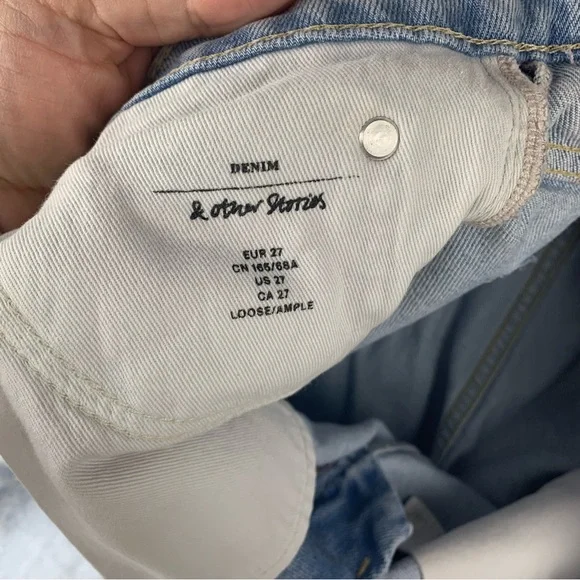 DENIM
& other Stories
EUR 27
CN 165/68A
US 27
CA 27
LOOSE/AMPLE